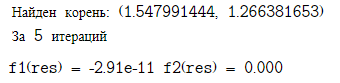 Найден корень: (1.547991444, 1.266381653)
За 5 итераций
f1(res) = -2.91e-11 f2(res) = 0.000